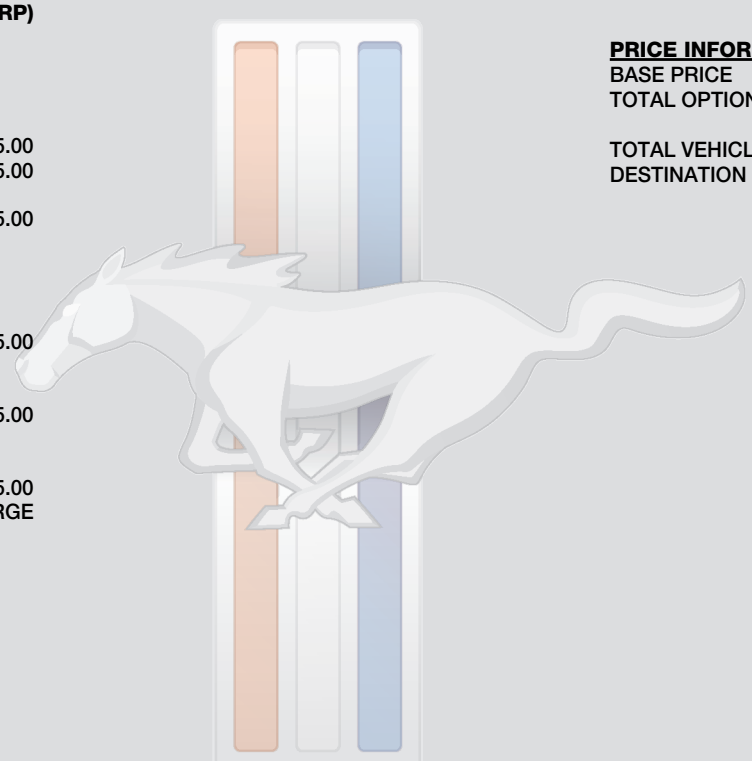 RP)
5.00
5.00
5.00
5.00
5.00
5.00
RGE
PRICE INFOR
BASE PRICE
TOTAL OPTION
TOTAL VEHICL
DESTINATION